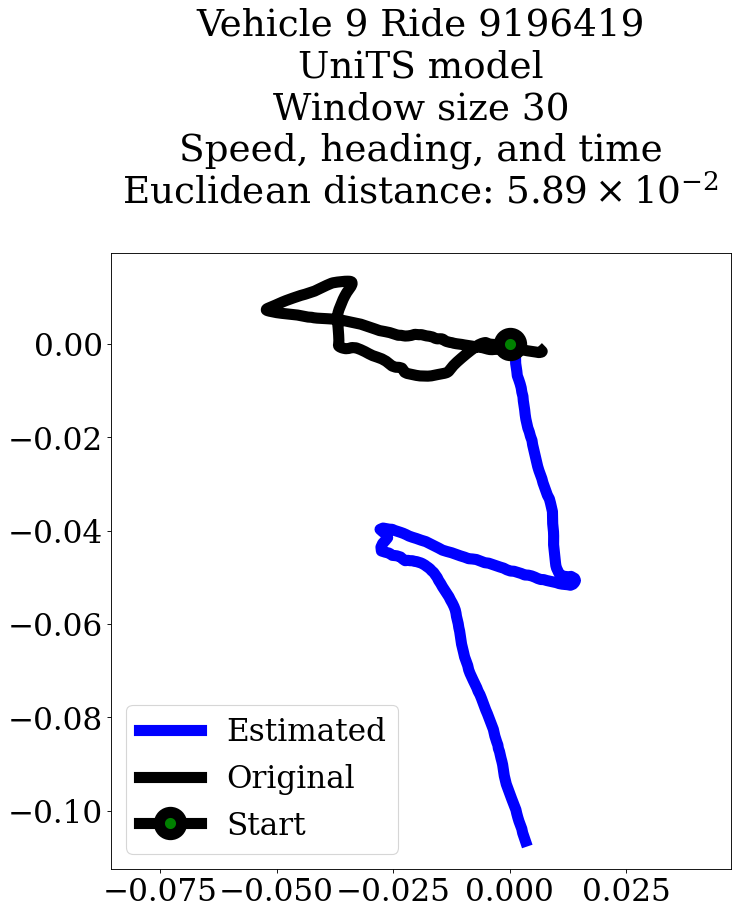 Vehicle 9 Ride 9196419
UniTS model
Window size 30
Speed, heading, and time
Euclidean distance: 5.89 × 10⁻²
0.00
−0.02
−0.04
−0.06
−0.08
−0.10
Estimated
Original
Start
−0.075 −0.050 −0.025 0.000 0.025